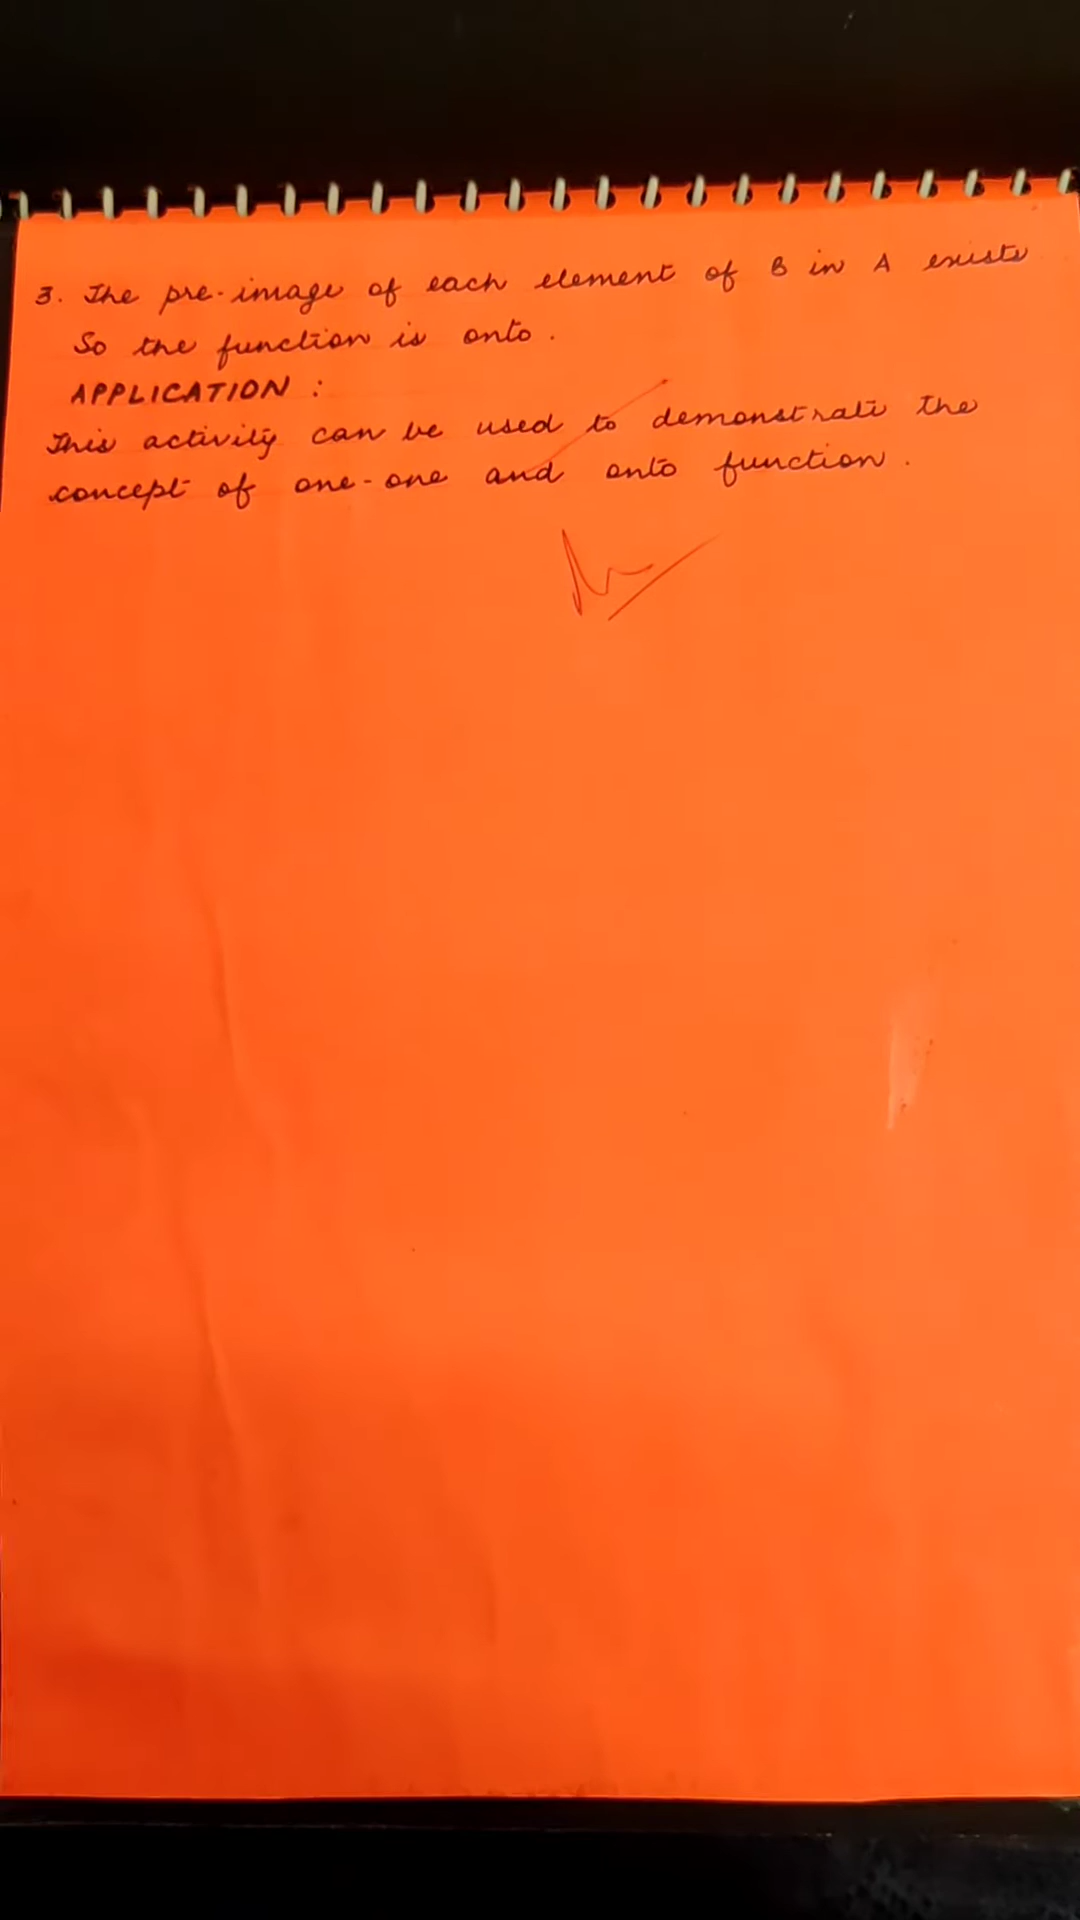 3. The pre-image of each element of B in A exists
So the function is onto.
APPLICATION :
This activity can be used to demonstrate the
concept of one-one and onto function.